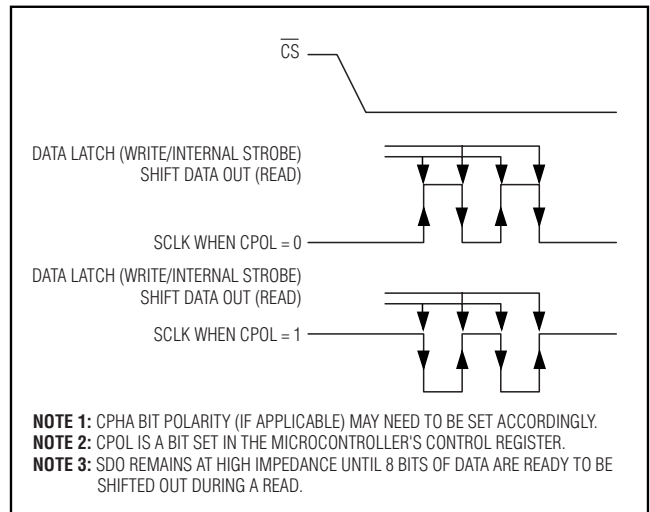 CS
DATA LATCH (WRITE/INTERNAL STROBE)
SHIFT DATA OUT (READ)
SCLK WHEN CPOL = 0
DATA LATCH (WRITE/INTERNAL STROBE)
SHIFT DATA OUT (READ)
SCLK WHEN CPOL = 1
NOTE 1: CPHA BIT POLARITY (IF APPLICABLE) MAY NEED TO BE SET ACCORDINGLY.
NOTE 2: CPOL IS A BIT SET IN THE MICROCONTROLLER'S CONTROL REGISTER.
NOTE 3: SDO REMAINS AT HIGH IMPEDANCE UNTIL 8 BITS OF DATA ARE READY TO BE
SHIFTED OUT DURING A READ.